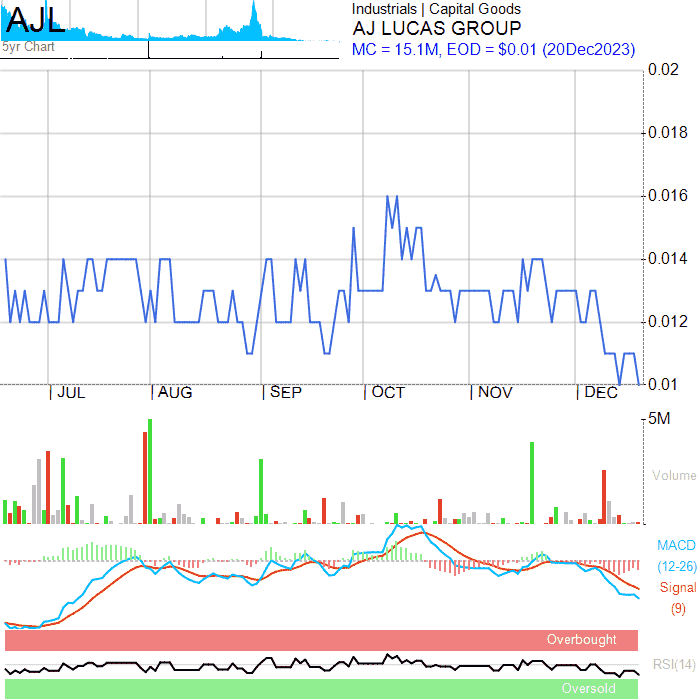 AJL
5yr Chart
Industrials | Capital Goods
AJ LUCAS GROUP
MC = 15.1M, EOD = $0.01 (20Dec2023)
0.02
0.018
0.016
0.014
0.012
0.01
JUL AUG SEP OCT NOV DEC
5M
Volume
MACD
(12-26)
Signal
(9)
Overbought
RSI(14)
Oversold